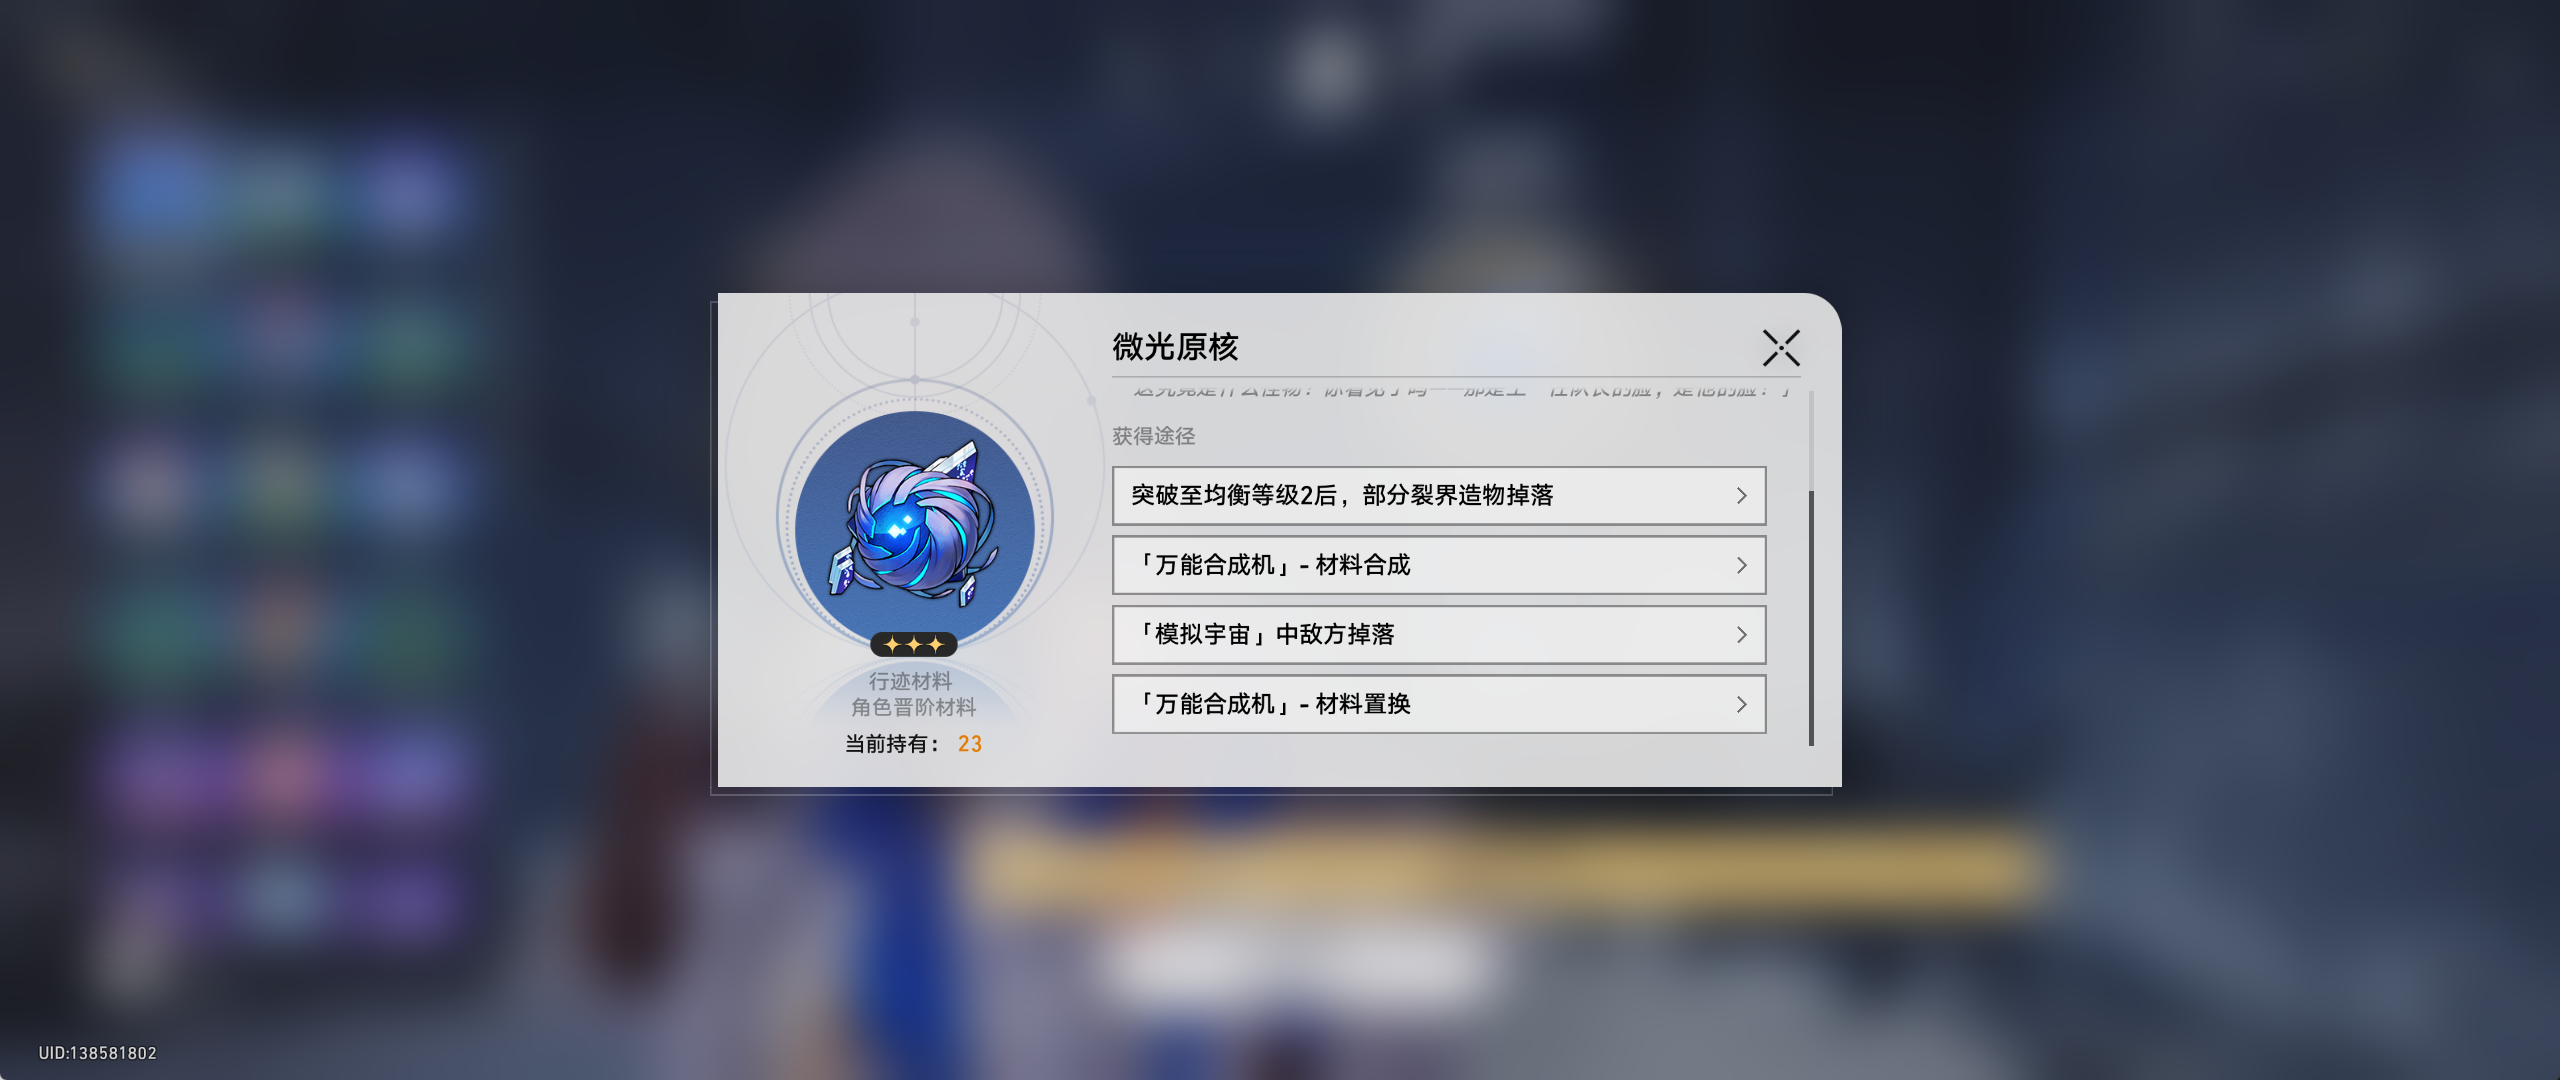 微光原核
获得途径
突破至均衡等级2后，部分裂界造物掉落
「万能合成机」- 材料合成
「模拟宇宙」中敌方掉落
「万能合成机」- 材料置换
行迹材料
角色晋阶材料
当前持有： 23
UID:138581802